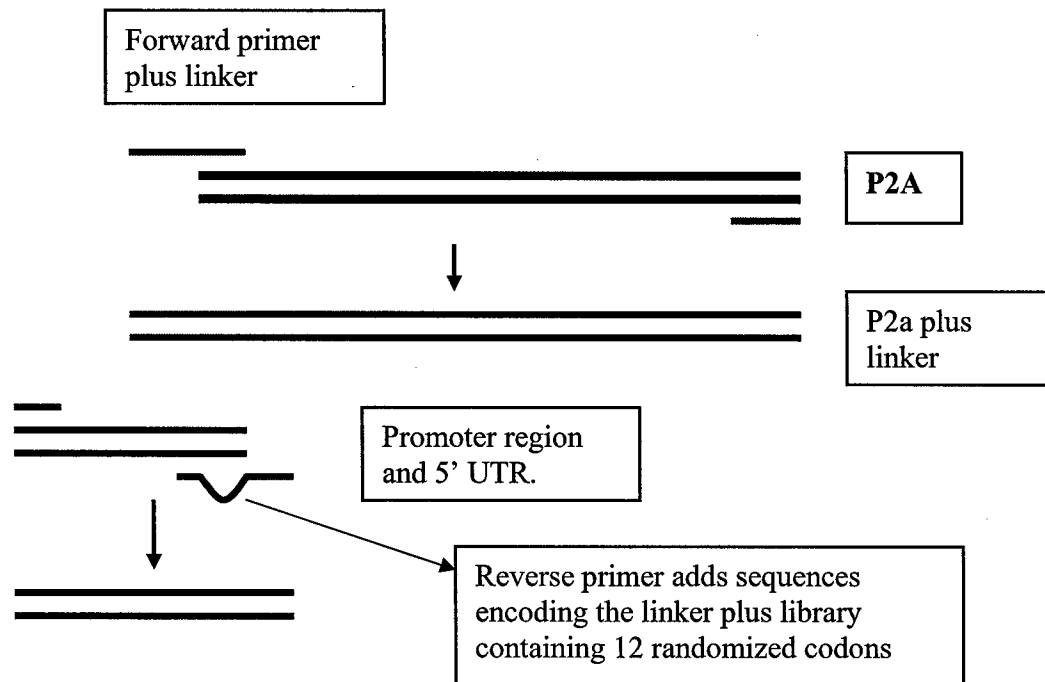 Forward primer
plus linker
P2A
P2a plus
linker
Promoter region
and 5' UTR.
Reverse primer adds sequences
encoding the linker plus library
containing 12 randomized codons